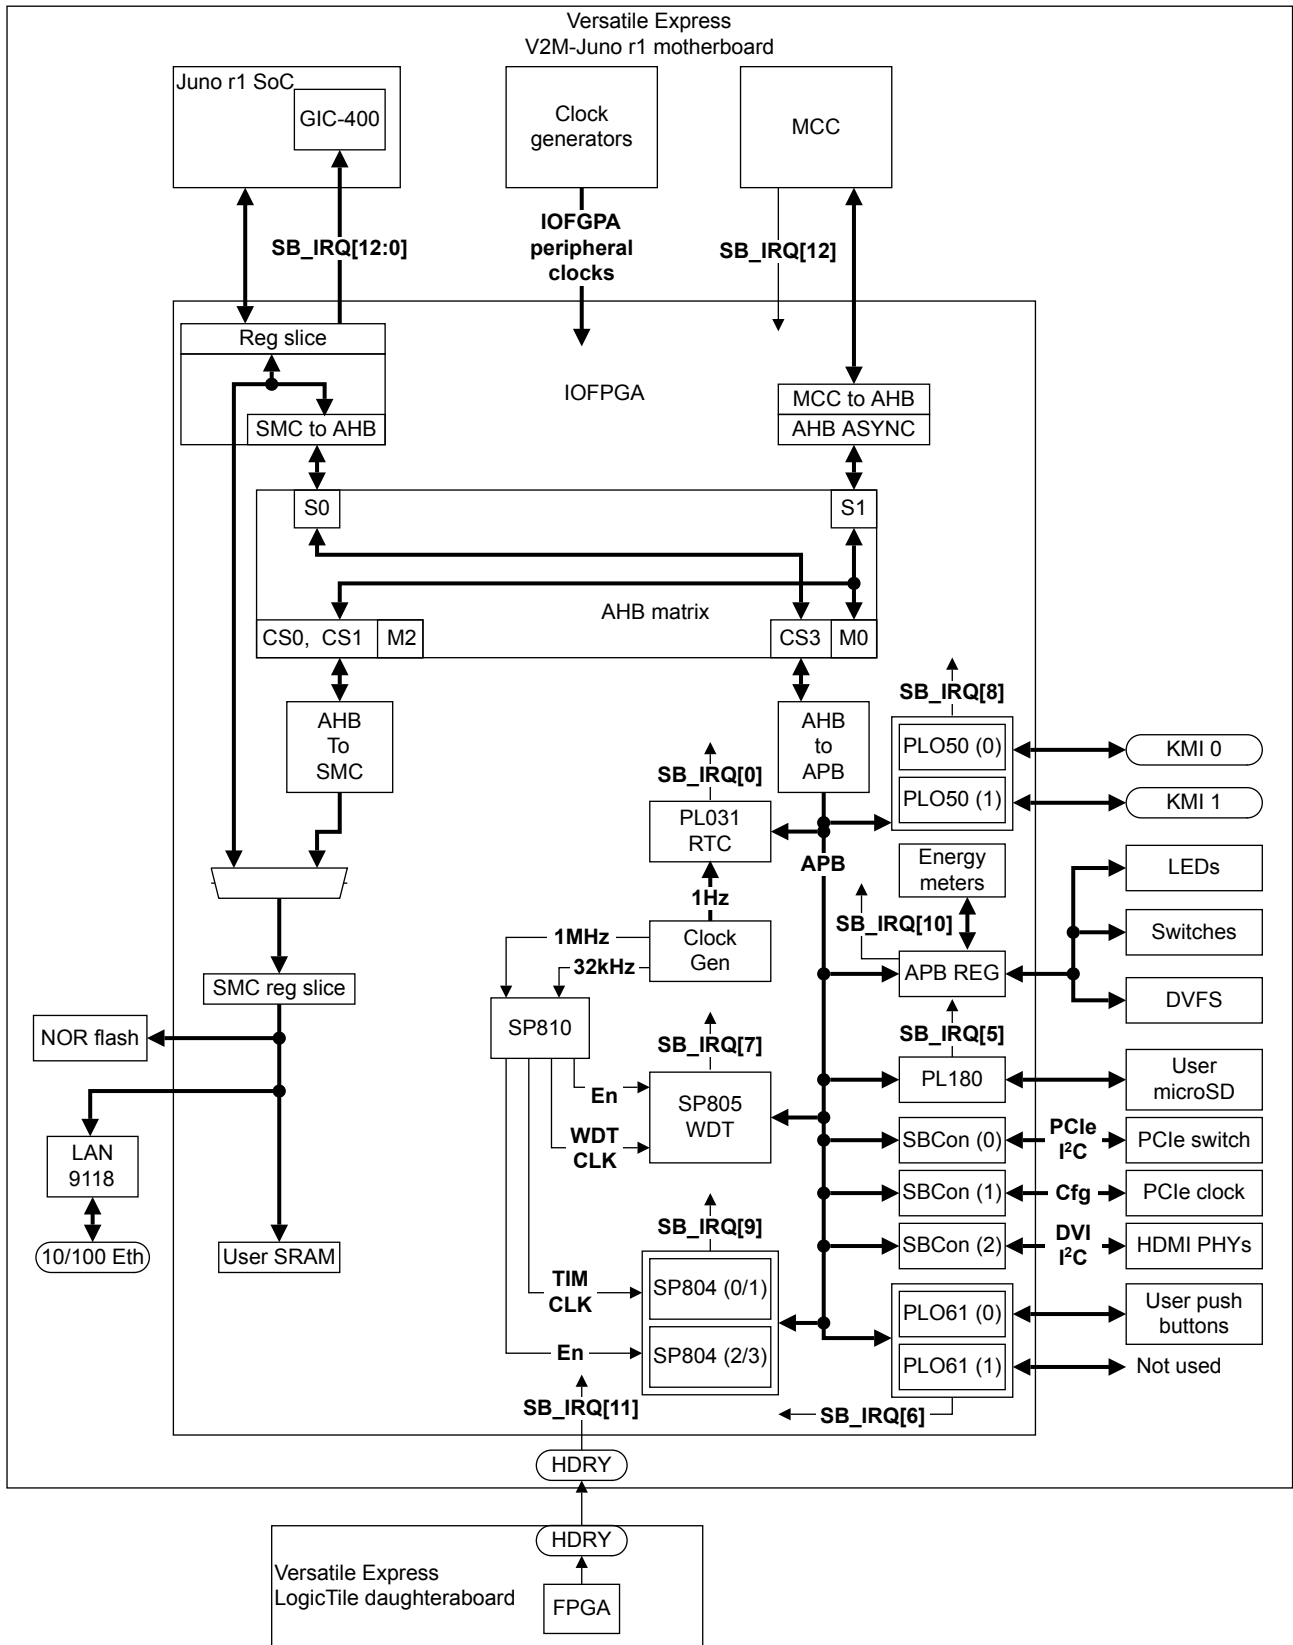 Versatile Express
V2M-Juno r1 motherboard
Juno r1 SoC
GIC-400
Clock
generators
MCC
SB_IRQ[12:0]
IOFGPA
peripheral
clocks
SB_IRQ[12]
Reg slice
IOFPGA
SMC to AHB
MCC to AHB
AHB ASYNC
S0
S1
AHB matrix
CS0, CS1
M2
CS3
M0
AHB
To
SMC
AHB
to
APB
SB_IRQ[8]
PLO50 (0)
PLO50 (1)
KMI 0
KMI 1
SB_IRQ[0]
PL031
RTC
APB
1Hz
Energy
meters
LEDs
SB_IRQ[10]
Switches
1MHz
32kHz
Clock
Gen
APB REG
DVFS
SMC reg slice
NOR flash
SP810
SB_IRQ[7]
SB_IRQ[5]
En
SP805
WDT
WDT
CLK
PL180
User
microSD
SBCon (0)
PCIe
I²C
PCIe switch
LAN
9118
SBCon (1)
Cfg
PCIe clock
10/100 Eth
User SRAM
SB_IRQ[9]
SBCon (2)
DVI
I²C
HDMI PHYs
TIM
CLK
SP804 (0/1)
En
SP804 (2/3)
PLO61 (0)
User push
buttons
PLO61 (1)
Not used
SB_IRQ[11]
SB_IRQ[6]
HDRY
HDRY
Versatile Express
LogicTile daughteraboard
FPGA